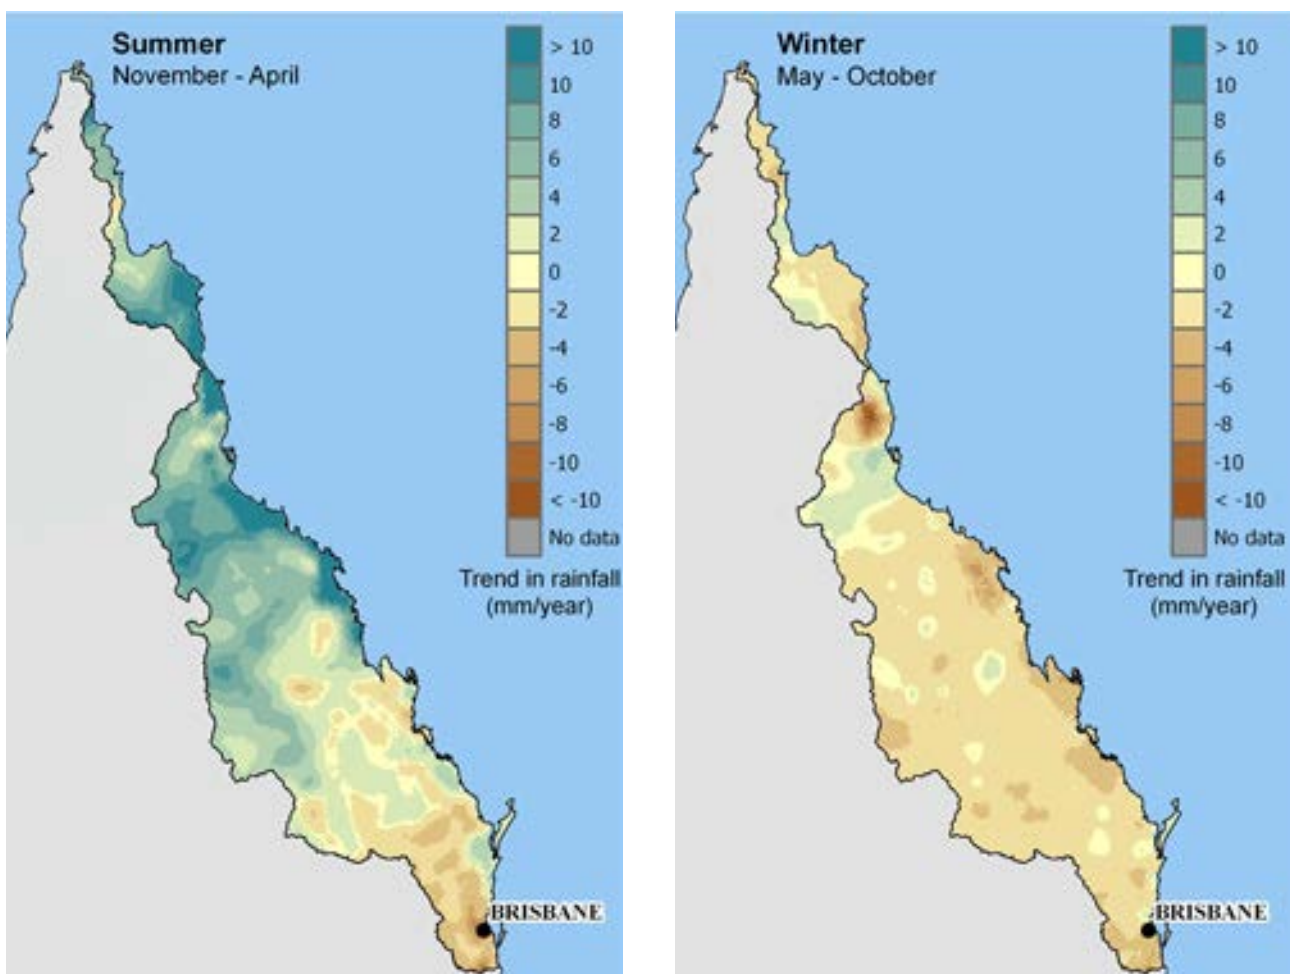 Summer
November - April
> 10
10
8
6
4
2
0
-2
-4
-6
-8
-10
< -10
No data
Trend in rainfall
(mm/year)
BRISBANE
Winter
May - October
> 10
10
8
6
4
2
0
-2
-4
-6
-8
-10
< -10
No data
Trend in rainfall
(mm/year)
BRISBANE